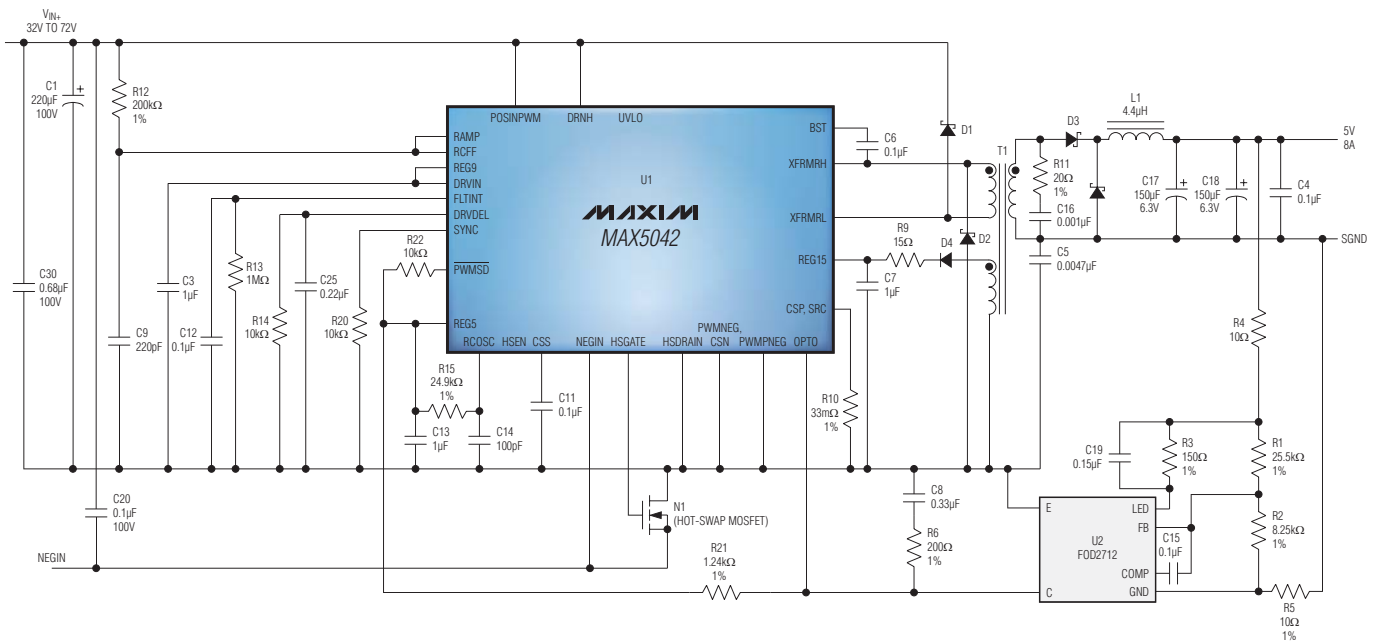 VIN+
32V TO 72V
C1
220µF
100V
R12
200kΩ
1%
POSINPWM
DRNH
UVLO
RAMP
RCFF
REG9
DRVIN
FLTINT
DRVDEL
SYNC
PWMSD
REG5
RCOSC
HSEN
CSS
NEGIN
HSGATE
HSDRAIN
PWMNEG,
CSN
PWMPNEG
OPTO
BST
XFRMRH
XFRMRL
REG15
CSP, SRC
U1
MAXIM
MAX5042
C6
0.1µF
D1
T1
D2
R9
15Ω
D4
C7
1µF
R10
33mΩ
1%
D3
L1
4.4µH
5V
8A
R11
20Ω
1%
C16
0.001µF
C17
150µF
6.3V
C18
150µF
6.3V
C4
0.1µF
SGND
C5
0.0047µF
R22
10kΩ
C30
0.68µF
100V
C9
220pF
C3
1µF
C12
0.1µF
R13
1MΩ
R14
10kΩ
C25
0.22µF
R20
10kΩ
R15
24.9kΩ
1%
C13
1µF
C14
100pF
C11
0.1µF
R4
10Ω
C19
0.15µF
R3
150Ω
1%
R1
25.5kΩ
1%
C20
0.1µF
100V
N1
(HOT-SWAP MOSFET)
C8
0.33µF
R6
200Ω
1%
E
C
LED
FB
COMP
GND
U2
FOD2712
C15
0.1µF
R2
8.25kΩ
1%
NEGIN
R21
1.24kΩ
1%
R5
10Ω
1%